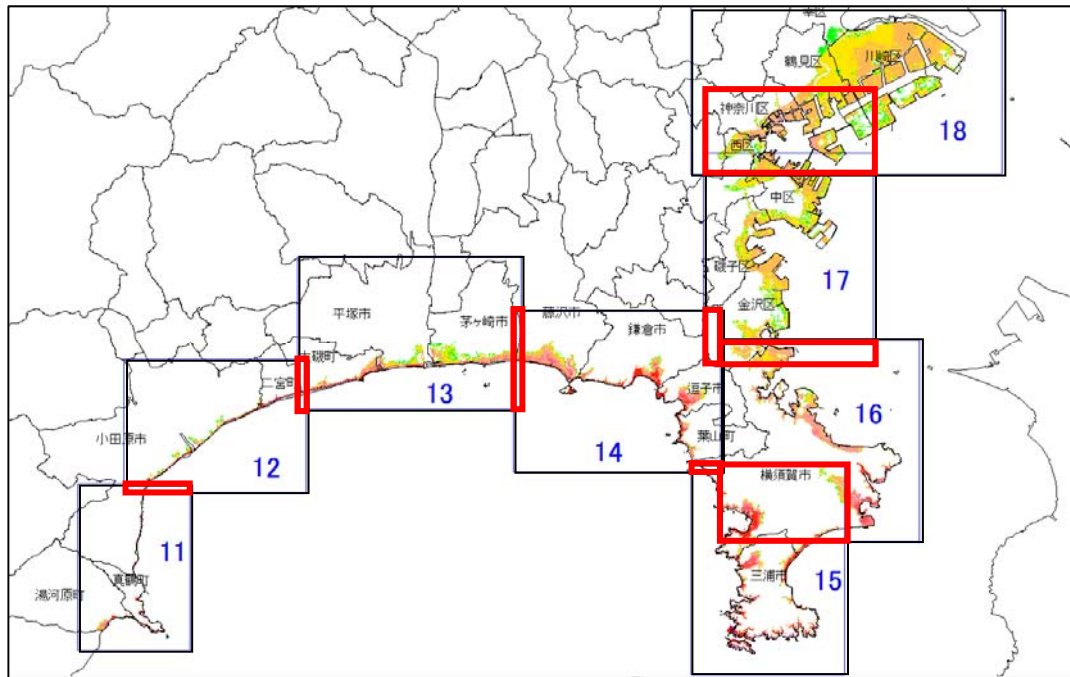 幸区
鶴見区
川崎区
神奈川区
18
西区
中区
磯子区
17
金沢区
平塚市
茅ヶ崎市
藤沢市
鎌倉市
大磯町
二宮町
13
逗子市
16
葉山町
小田原市
12
14
横須賀市
11
真鶴町
湯河原町
三浦市
15